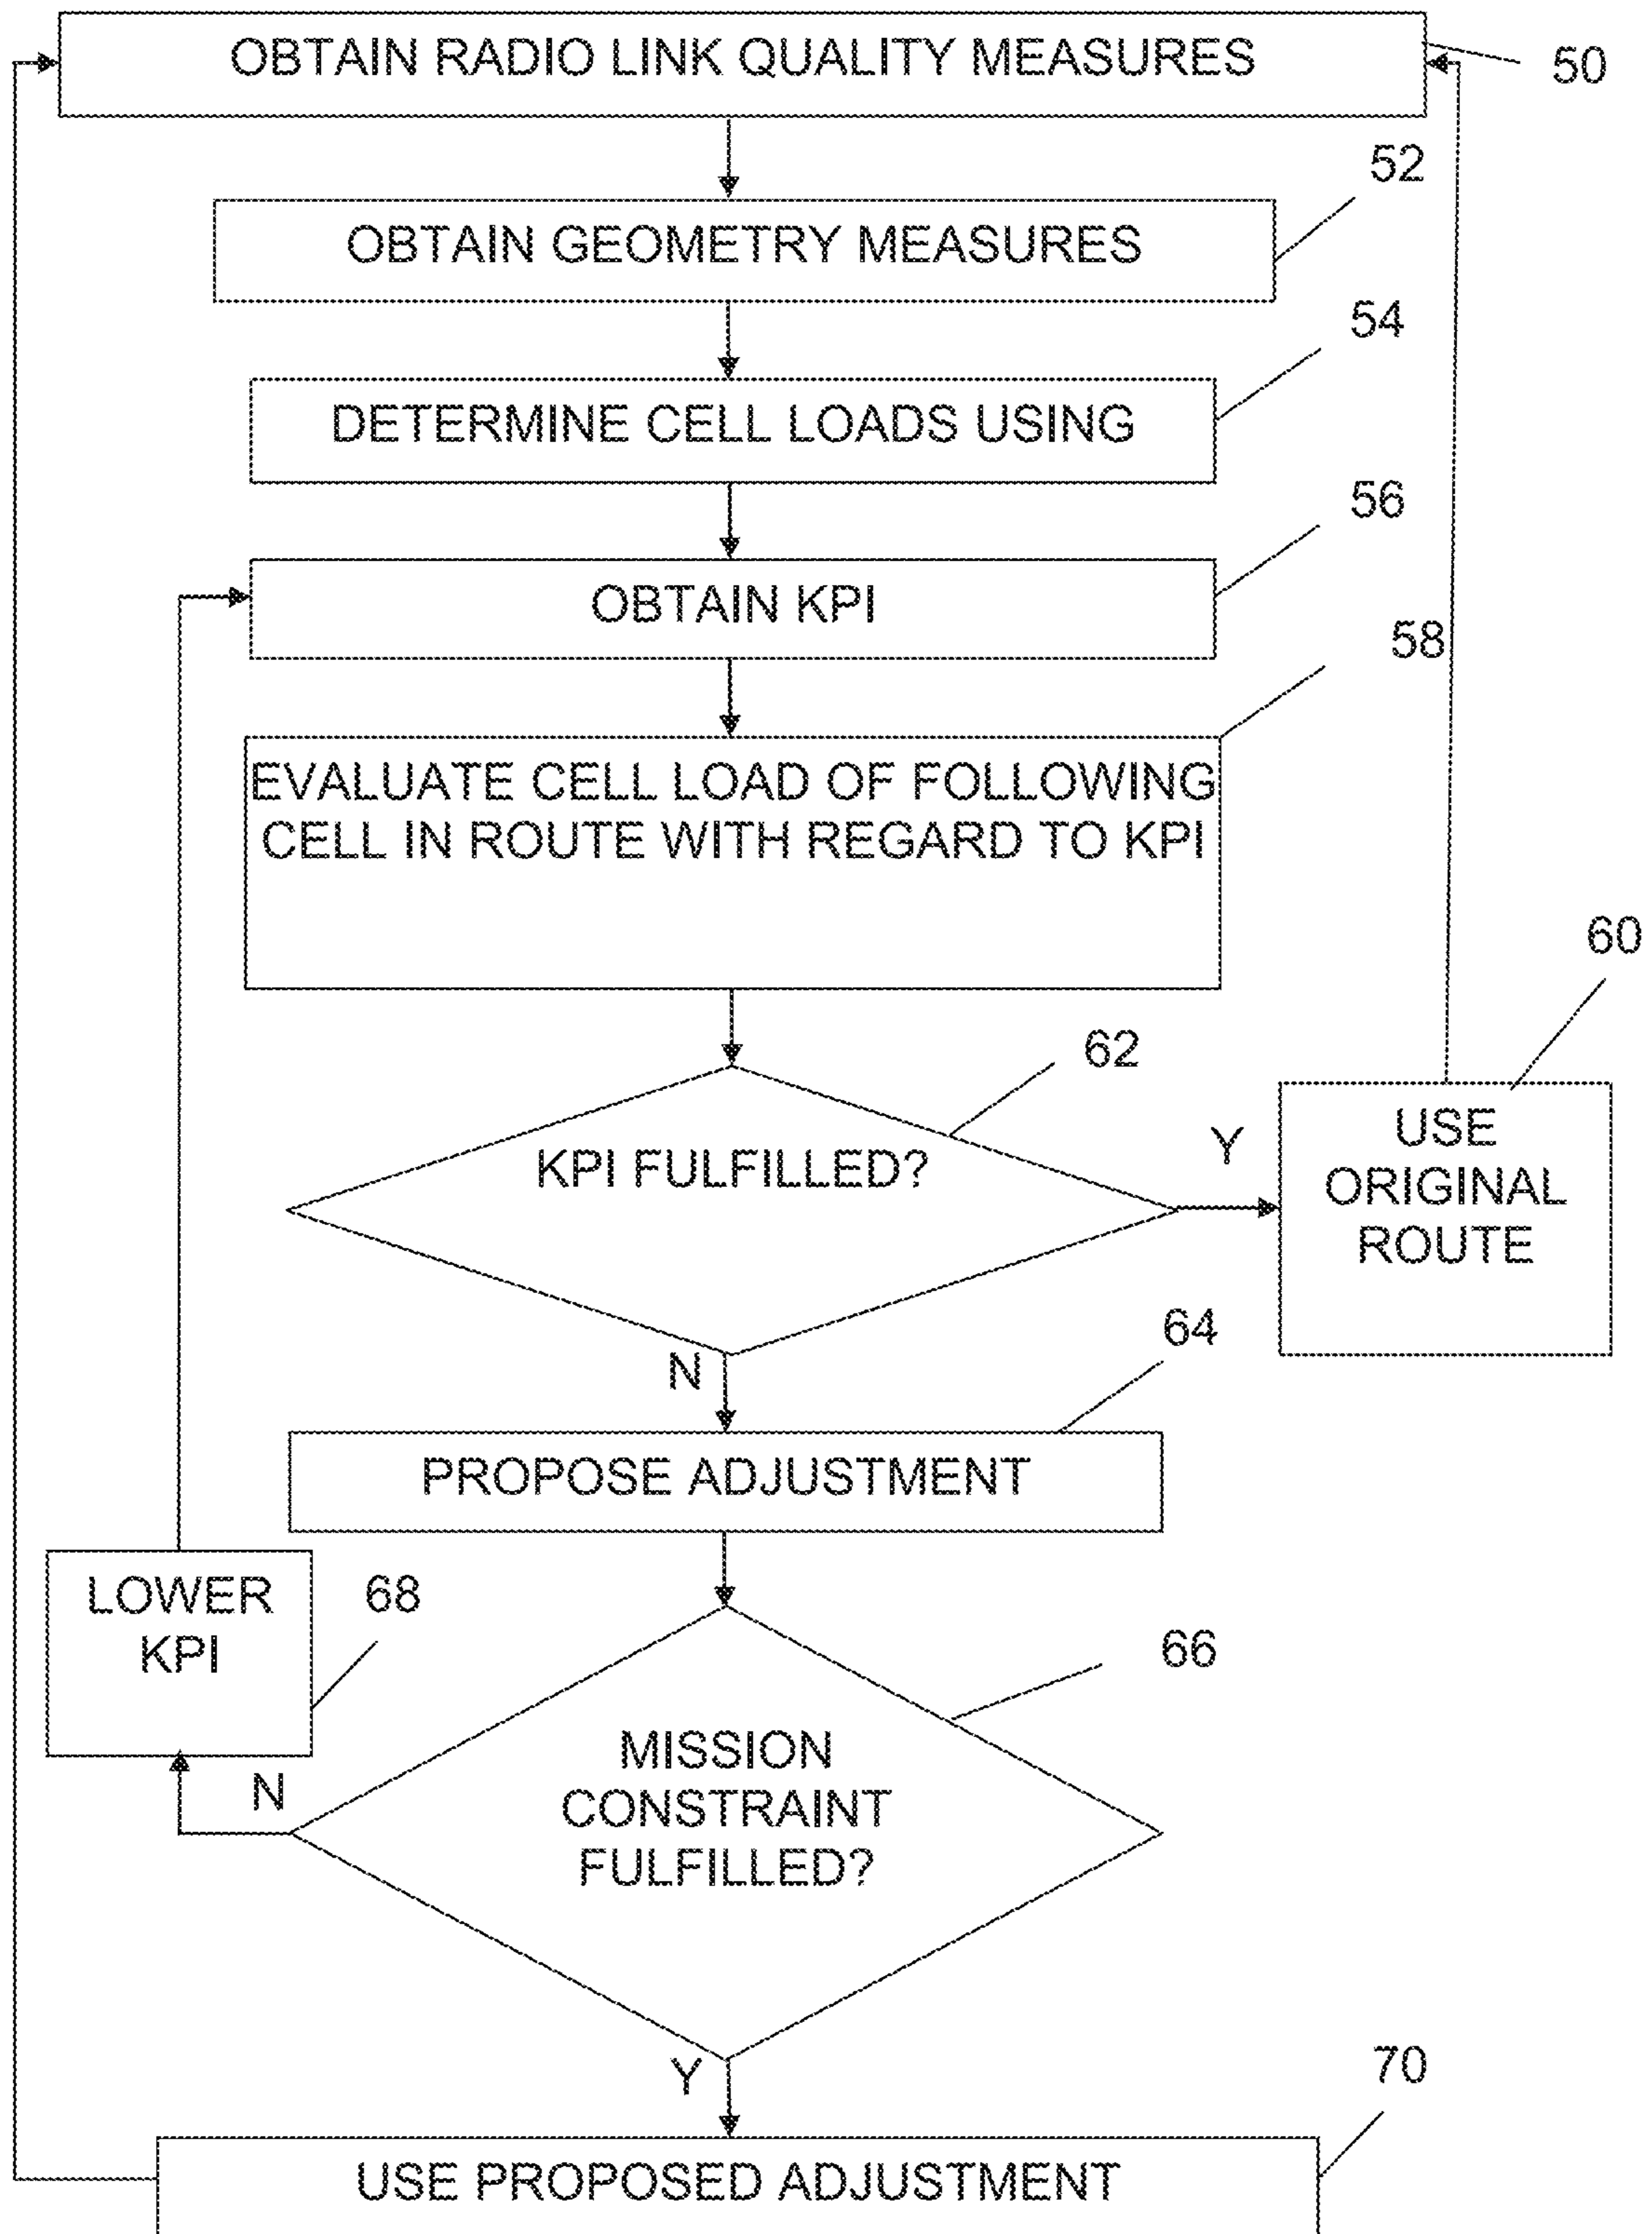 OBTAIN RADIO LINK QUALITY MEASURES
50
52
OBTAIN GEOMETRY MEASURES
54
DETERMINE CELL LOADS USING
56
OBTAIN KPI
58
EVALUATE CELL LOAD OF FOLLOWING
CELL IN ROUTE WITH REGARD TO KPI
60
62
KPI FULFILLED?
Y
USE
ORIGINAL
ROUTE
N
64
PROPOSE ADJUSTMENT
LOWER
KPI
68
66
MISSION
CONSTRAINT
FULFILLED?
N
Y
70
USE PROPOSED ADJUSTMENT